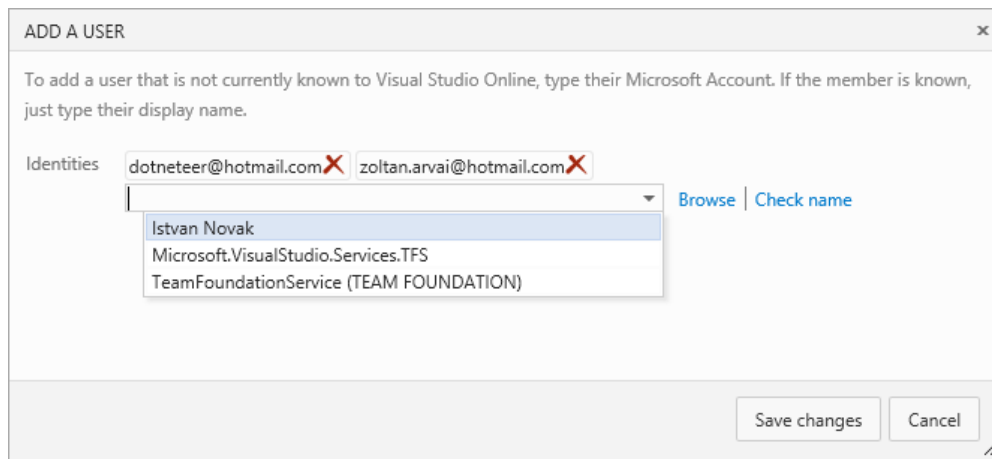 ADD A USER
To add a user that is not currently known to Visual Studio Online, type their Microsoft Account. If the member is known,
just type their display name.
Identities dotneteer@hotmail.com zoltan.arvai@hotmail.com
Browse Check name
Istvan Novak
Microsoft.VisualStudio.Services.TFS
TeamFoundationService (TEAM FOUNDATION)
Save changes Cancel